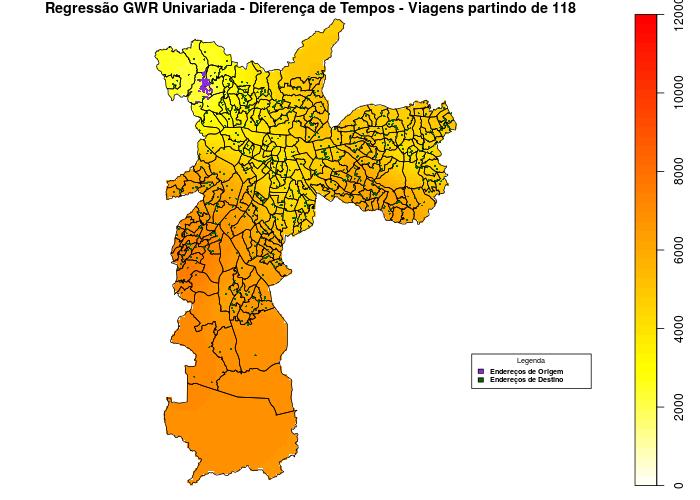 Regressão GWR Univariada - Diferença de Tempos - Viagens partindo de 118
12000
10000
8000
6000
4000
2000
0
Legenda
Endereços de Origem
Endereços de Destino